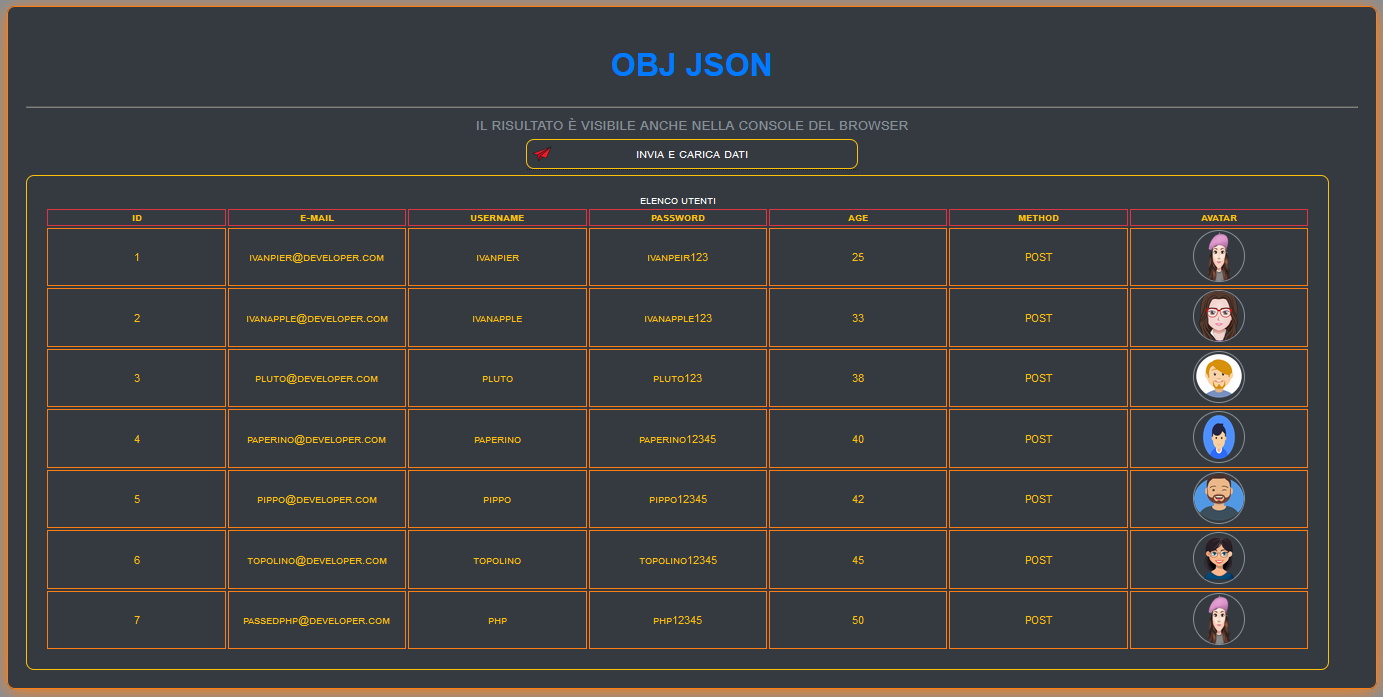 OBJ JSON
IL RISULTATO È VISIBILE ANCHE NELLA CONSOLE DEL BROWSER
INVIA E CARICA DATI
ELENCO UTENTI
ID E-MAIL USERNAME PASSWORD AGE METHOD AVATAR
1 IVANPIER@DEVELOPER.COM IVANPIER IVANPEIR123 25 POST
2 IVANAPPLE@DEVELOPER.COM IVANAPPLE IVANAPPLE123 33 POST
3 PLUTO@DEVELOPER.COM PLUTO PLUTO123 38 POST
4 PAPERINO@DEVELOPER.COM PAPERINO PAPERINO12345 40 POST
5 PIPPO@DEVELOPER.COM PIPPO PIPPO12345 42 POST
6 TOPOLINO@DEVELOPER.COM TOPOLINO TOPOLINO12345 45 POST
7 PASSEDPHP@DEVELOPER.COM PHP PHP12345 50 POST